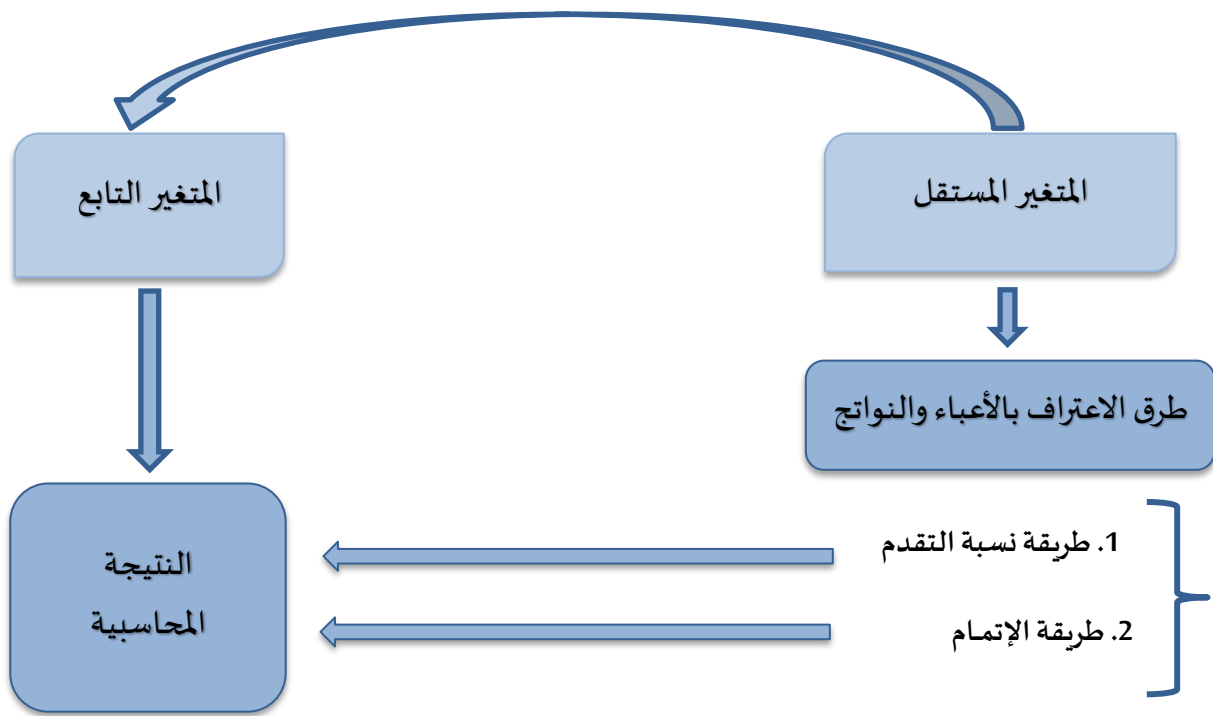 المتغير المستقل
المتغير التابع
طرق الاعتراف بالأعباء والنواتج
1. طريقة نسبة التقدم
2. طريقة الإتمام
النتيجة
المحاسبية